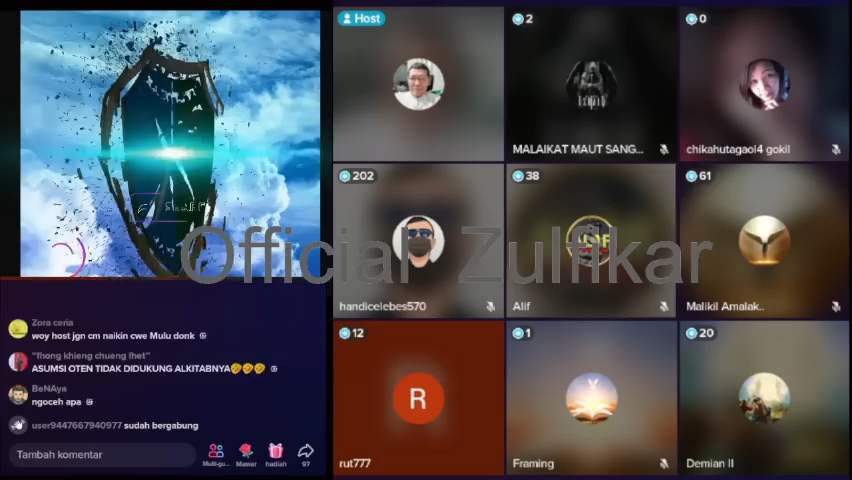 Host
2
0
MALAIKAT MAUT SANG...
chikahutagaol4 gokil
202
38
61
Official Zulfikar
handicelebes570
Alif
Malikil Amalak..
12
1
20
R
rut777
Framing
Demian II
Zora ceria
woy host jgn cm naikin cwe Mulu donk
"Thong khieng chueng fhet"
ASUMSI OTEN TIDAK DIDUKUNG ALKITABNYA🤣🤣🤣
BeNAya
ngoceh apa
user9447667940977 sudah bergabung
Tambah komentar
Multi-gu...
Mawar
hadiah
97